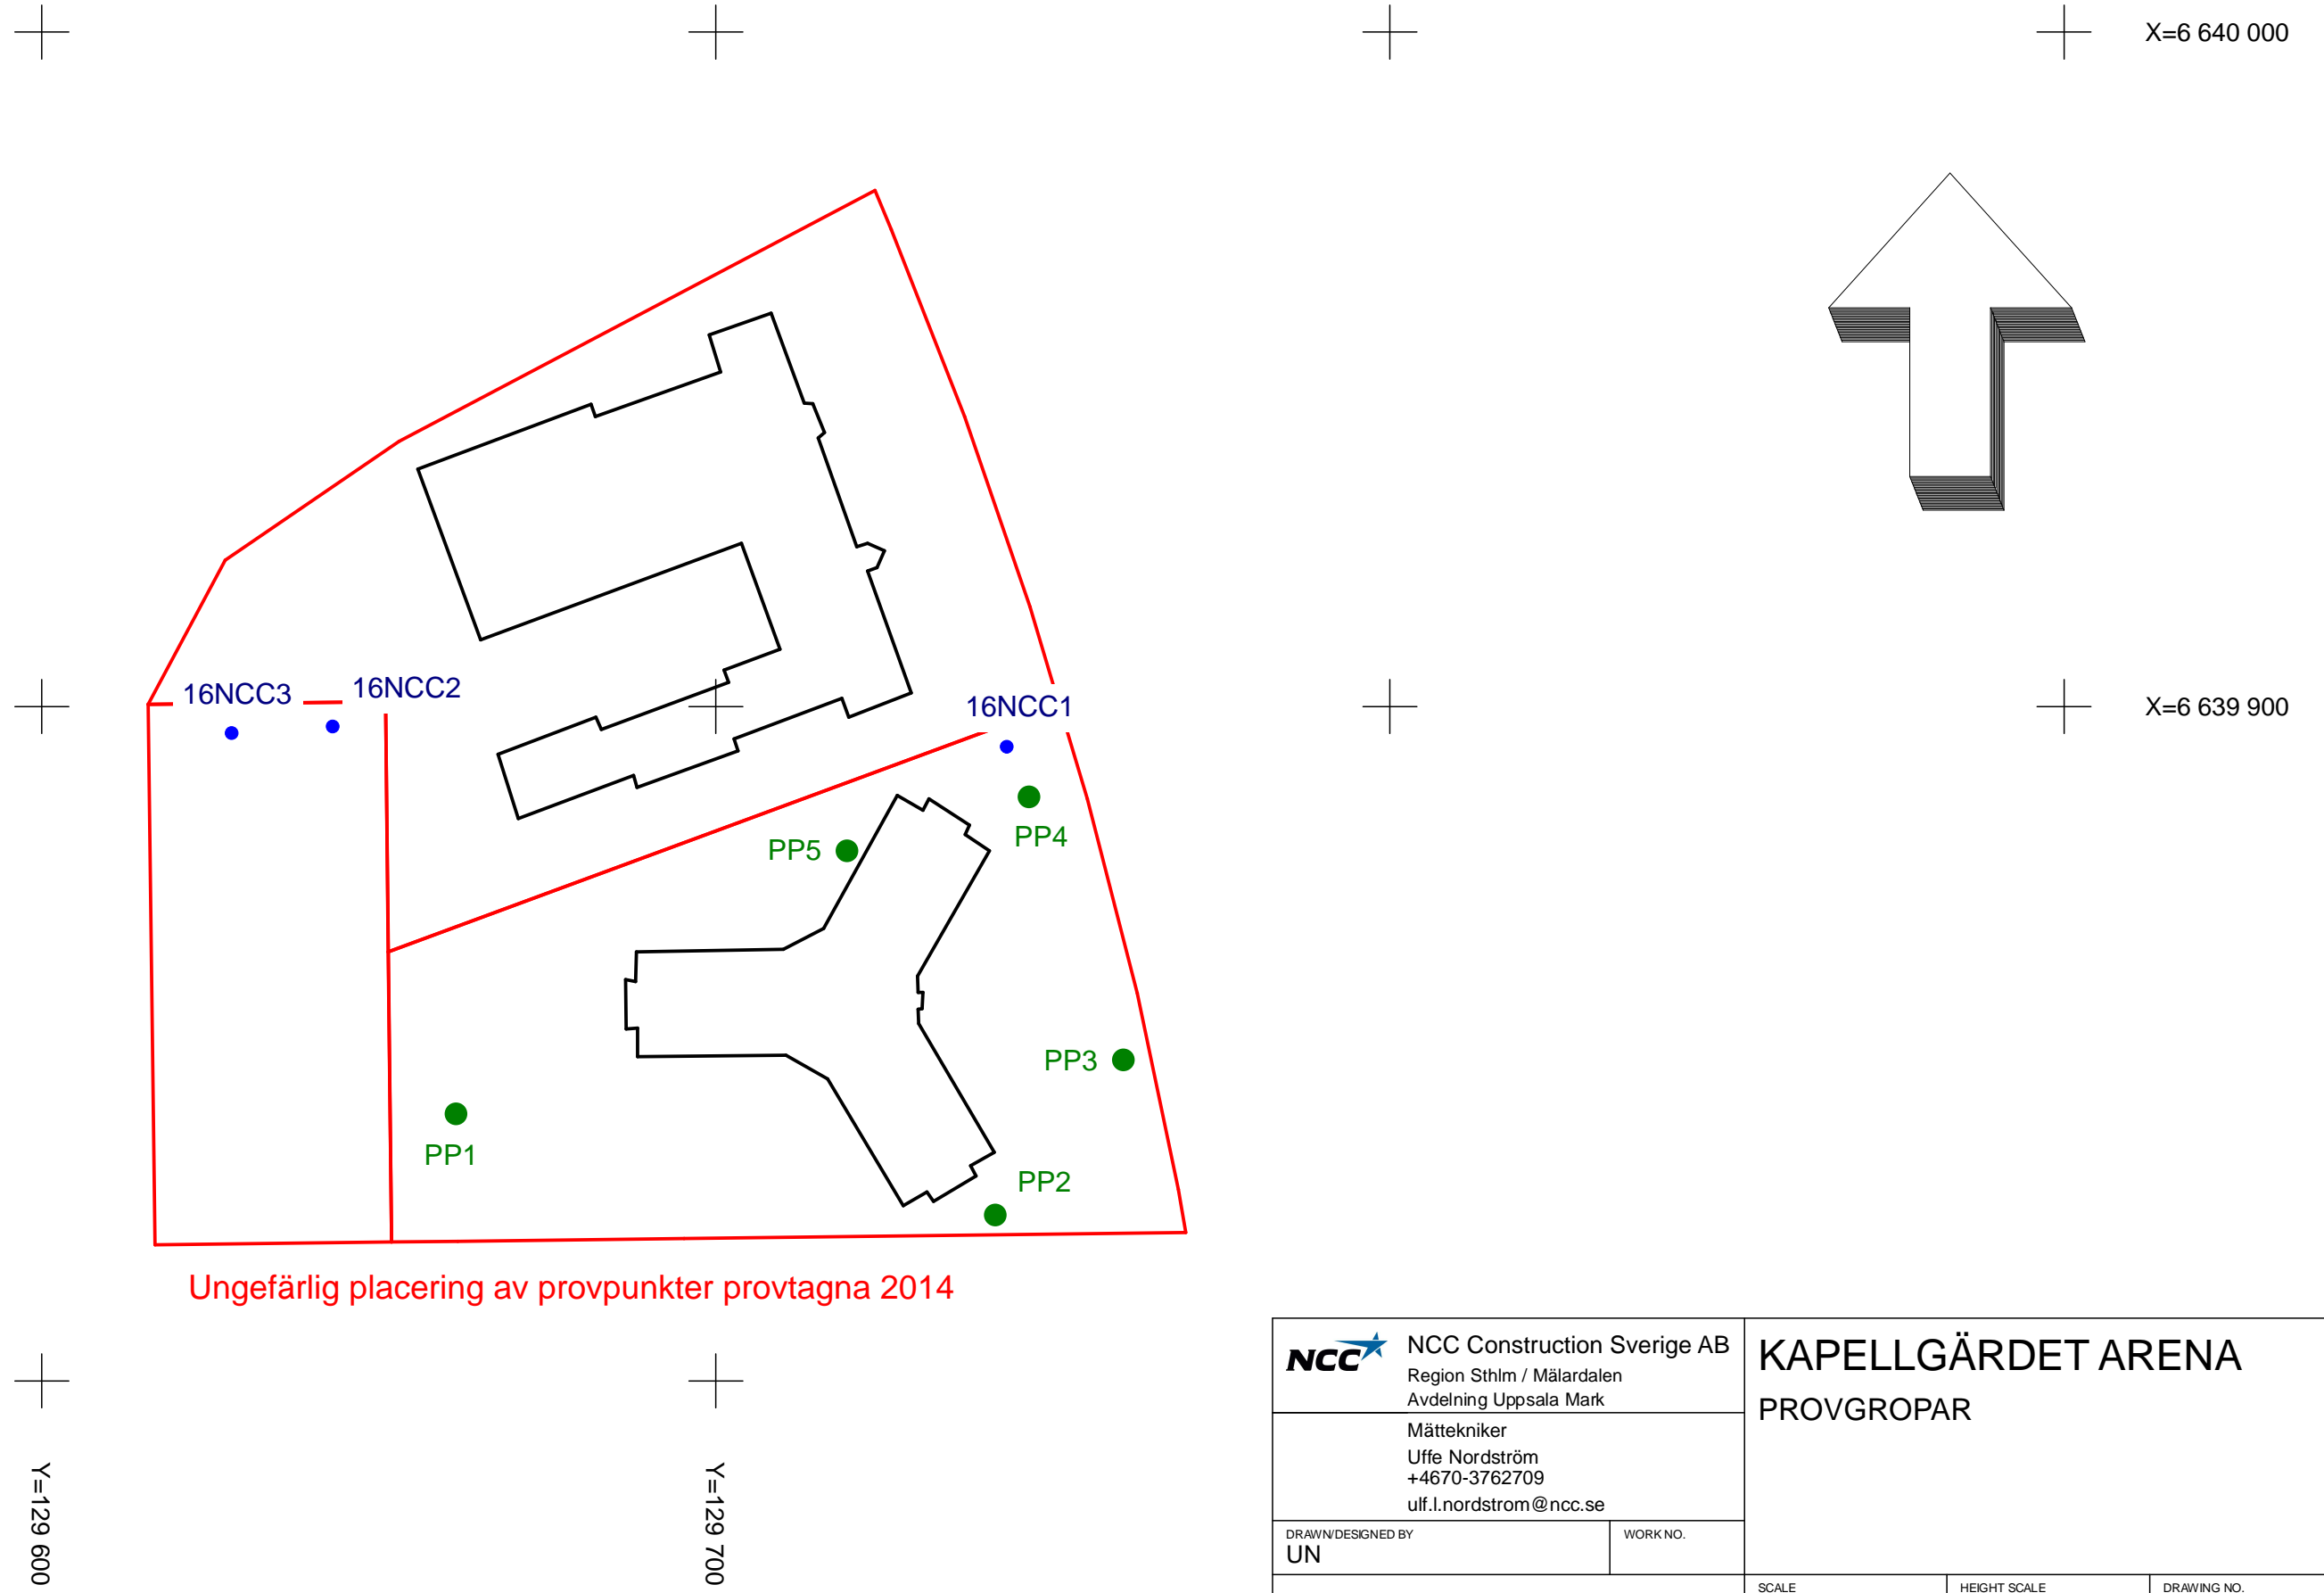 X=6 640 000
16NCC3
16NCC2
16NCC1
X=6 639 900
PP5
PP4
PP3
PP1
PP2
Ungefärlig placering av provpunkter provtagna 2014
Y=129 600
Y=129 700
NCC
NCC Construction Sverige AB
Region Sthlm / Mälardalen
Avdelning Uppsala Mark
Mättekniker
Uffe Nordström
+4670-3762709
ulf.l.nordstrom@ncc.se
DRAWN/DESIGNED BY
UN
WORK NO.
KAPELLGÄRDET ARENA
PROVGROPAR
SCALE
HEIGHT SCALE
DRAWING NO.